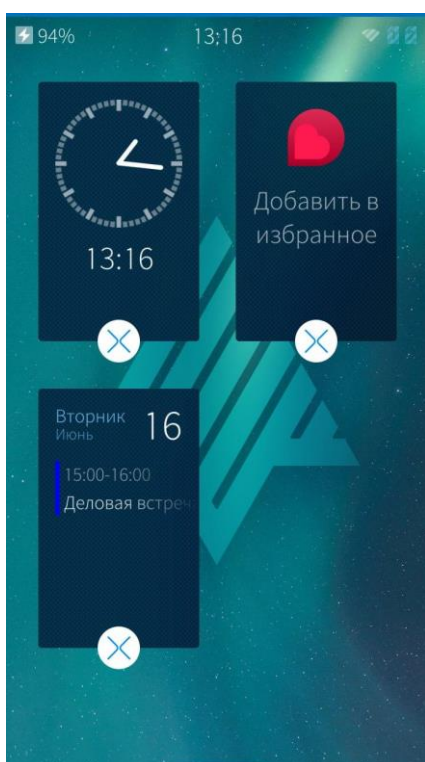 94%
13:16
13:16
Добавить в
избранное
Вторник
16
Июнь
15:00-16:00
Деловая встреч